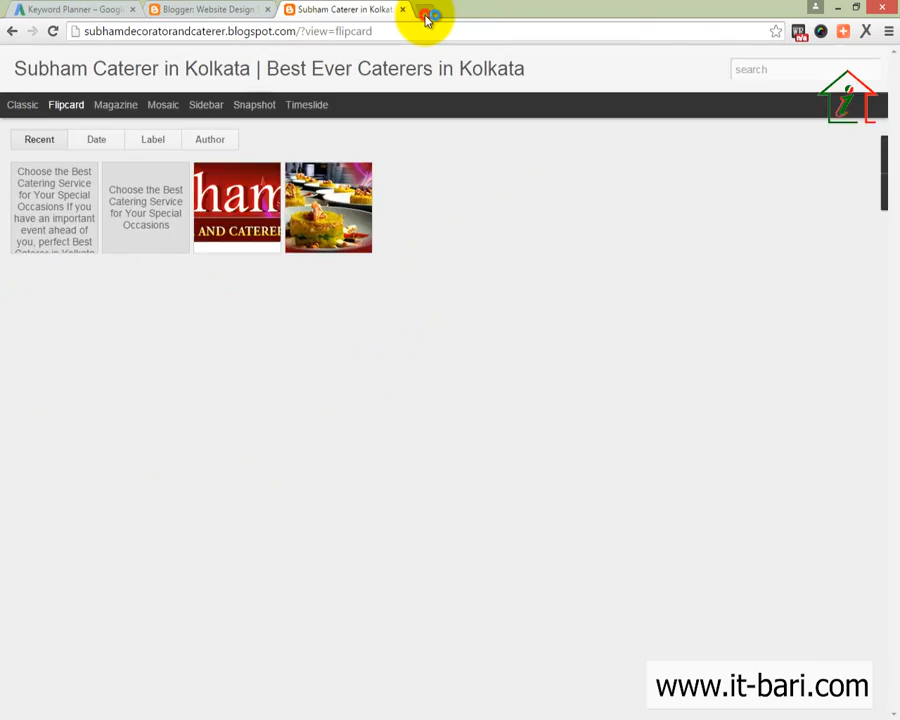 Keyword Planner – Googl
Blogger: Website Design
Subham Caterer in Kolkat
subhamdecoratorandcaterer.blogspot.com/?view=flipcard
Subham Caterer in Kolkata | Best Ever Caterers in Kolkata
search
Classic Flipcard Magazine Mosaic Sidebar Snapshot Timeslide
Recent Date Label Author
Choose the Best
Catering Service
for Your Special
Occasions If you
have an important
event ahead of
you, perfect Best
Caterer in Kolkata
Choose the Best
Catering Service
for Your Special
Occasions
ham
AND CATERE
www.it-bari.com